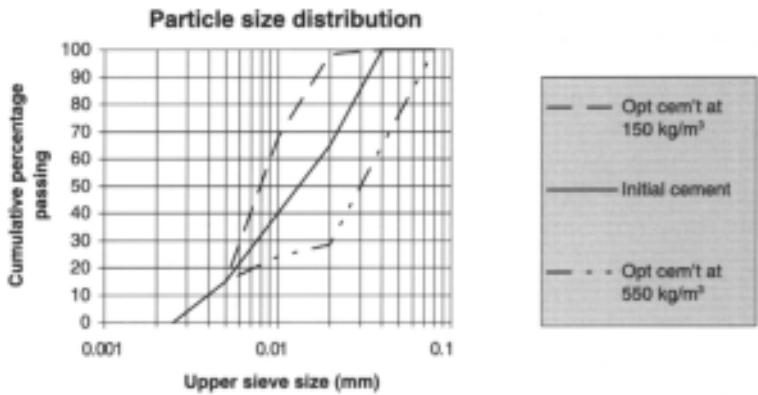 Particle size distribution
Cumulative percentage
passing
100
90
80
70
60
50
40
30
20
10
0
0.001
0.01
0.1
Upper sieve size (mm)
Opt cem't at
150 kg/m³
Initial cement
Opt cem't at
550 kg/m³